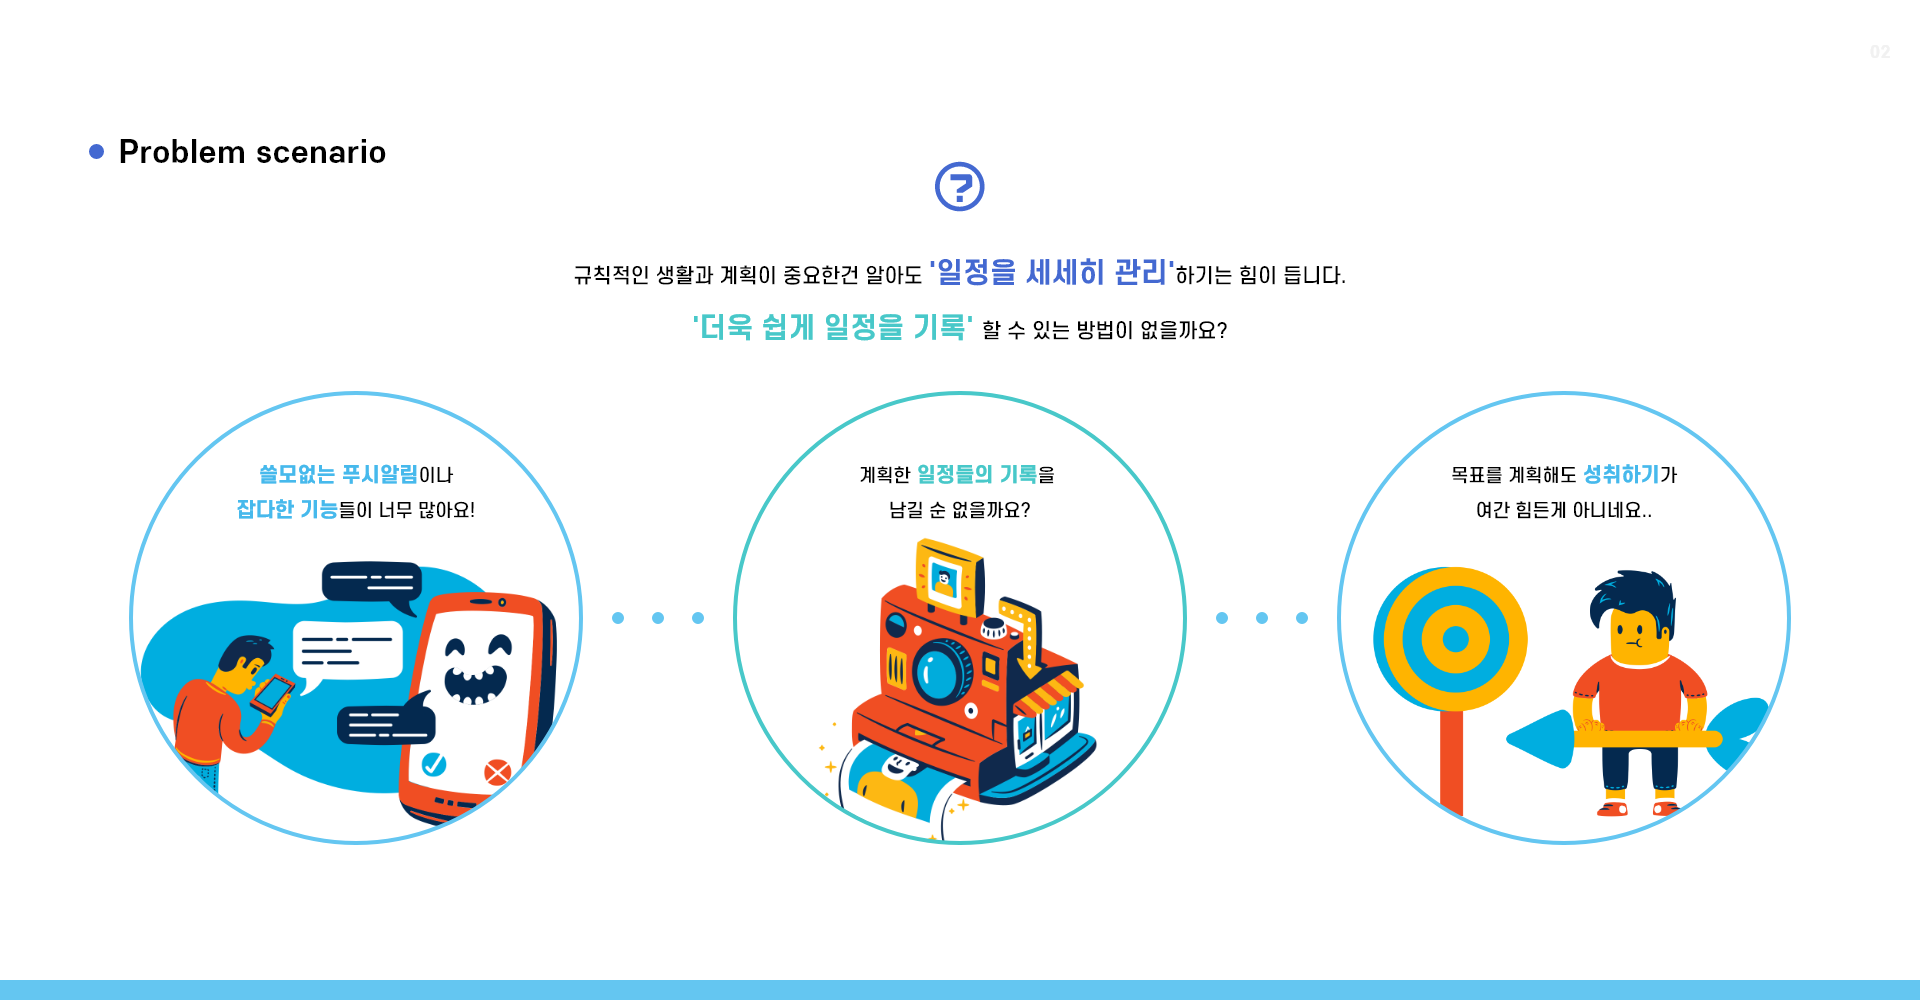 02
Problem scenario
?
규칙적인 생활과 계획이 중요한건 알아도 '일정을 세세히 관리'하기는 힘이 듭니다.
'더욱 쉽게 일정을 기록' 할 수 있는 방법이 없을까요?
쓸모없는 푸시알림이나
잡다한 기능들이 너무 많아요!
계획한 일정들의 기록을
남길 순 없을까요?
목표를 계획해도 성취하기가
여간 힘든게 아니네요..